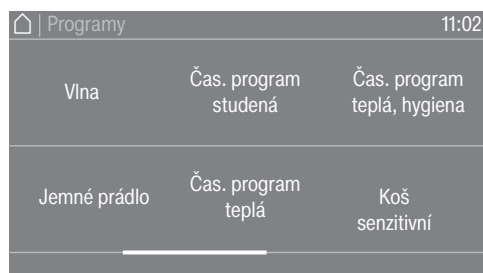 | Programy 11:02
Vlna
Čas. program
studená
Čas. program
teplá, hygiena
Jemné prádlo
Čas. program
teplá
Koš
senzitivní